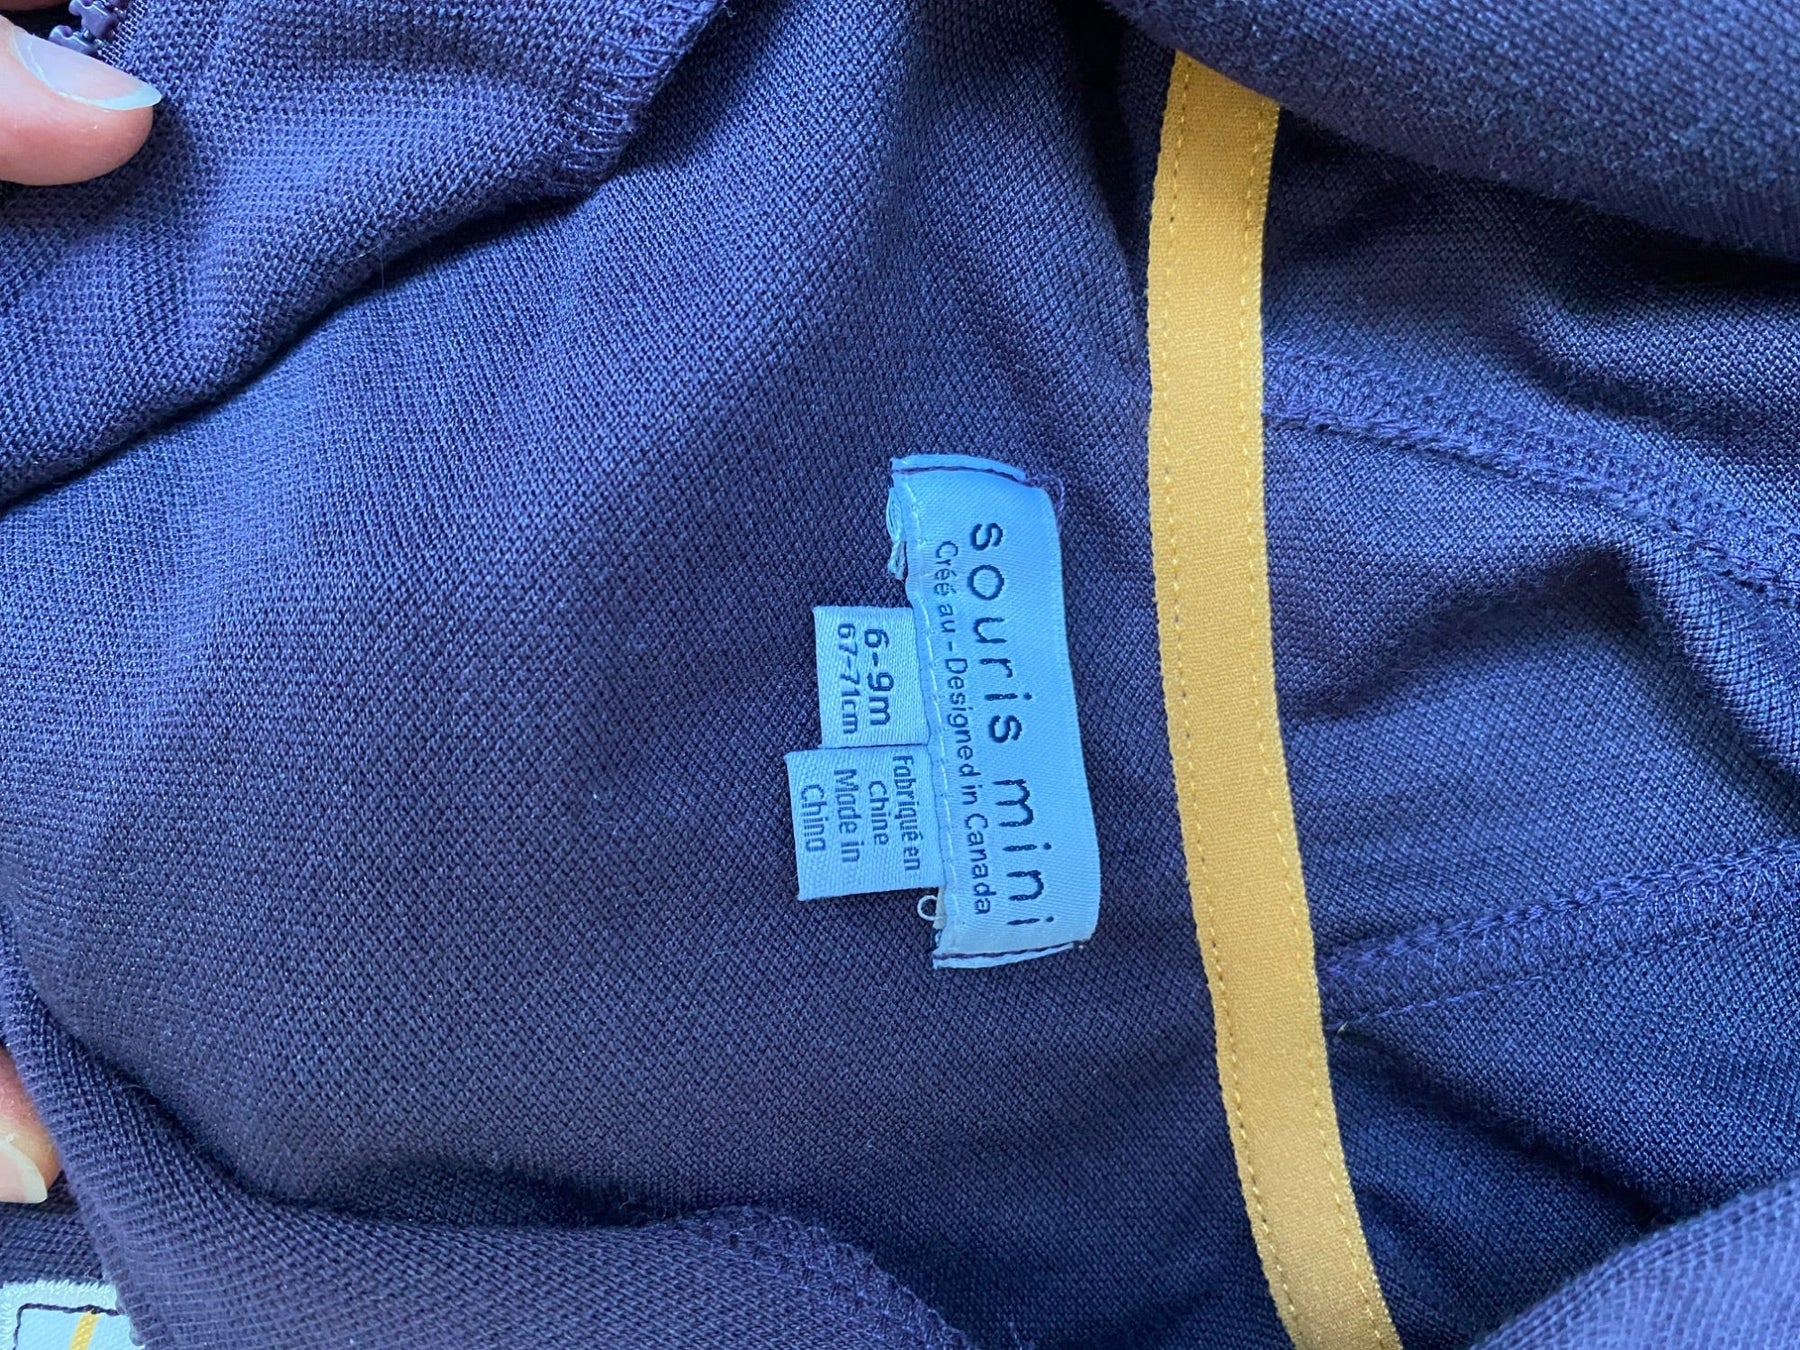 souris mini
Créé au - Designed in Canada
6-9m
67-71cm
Fabriqué en
Chine
Made in
China